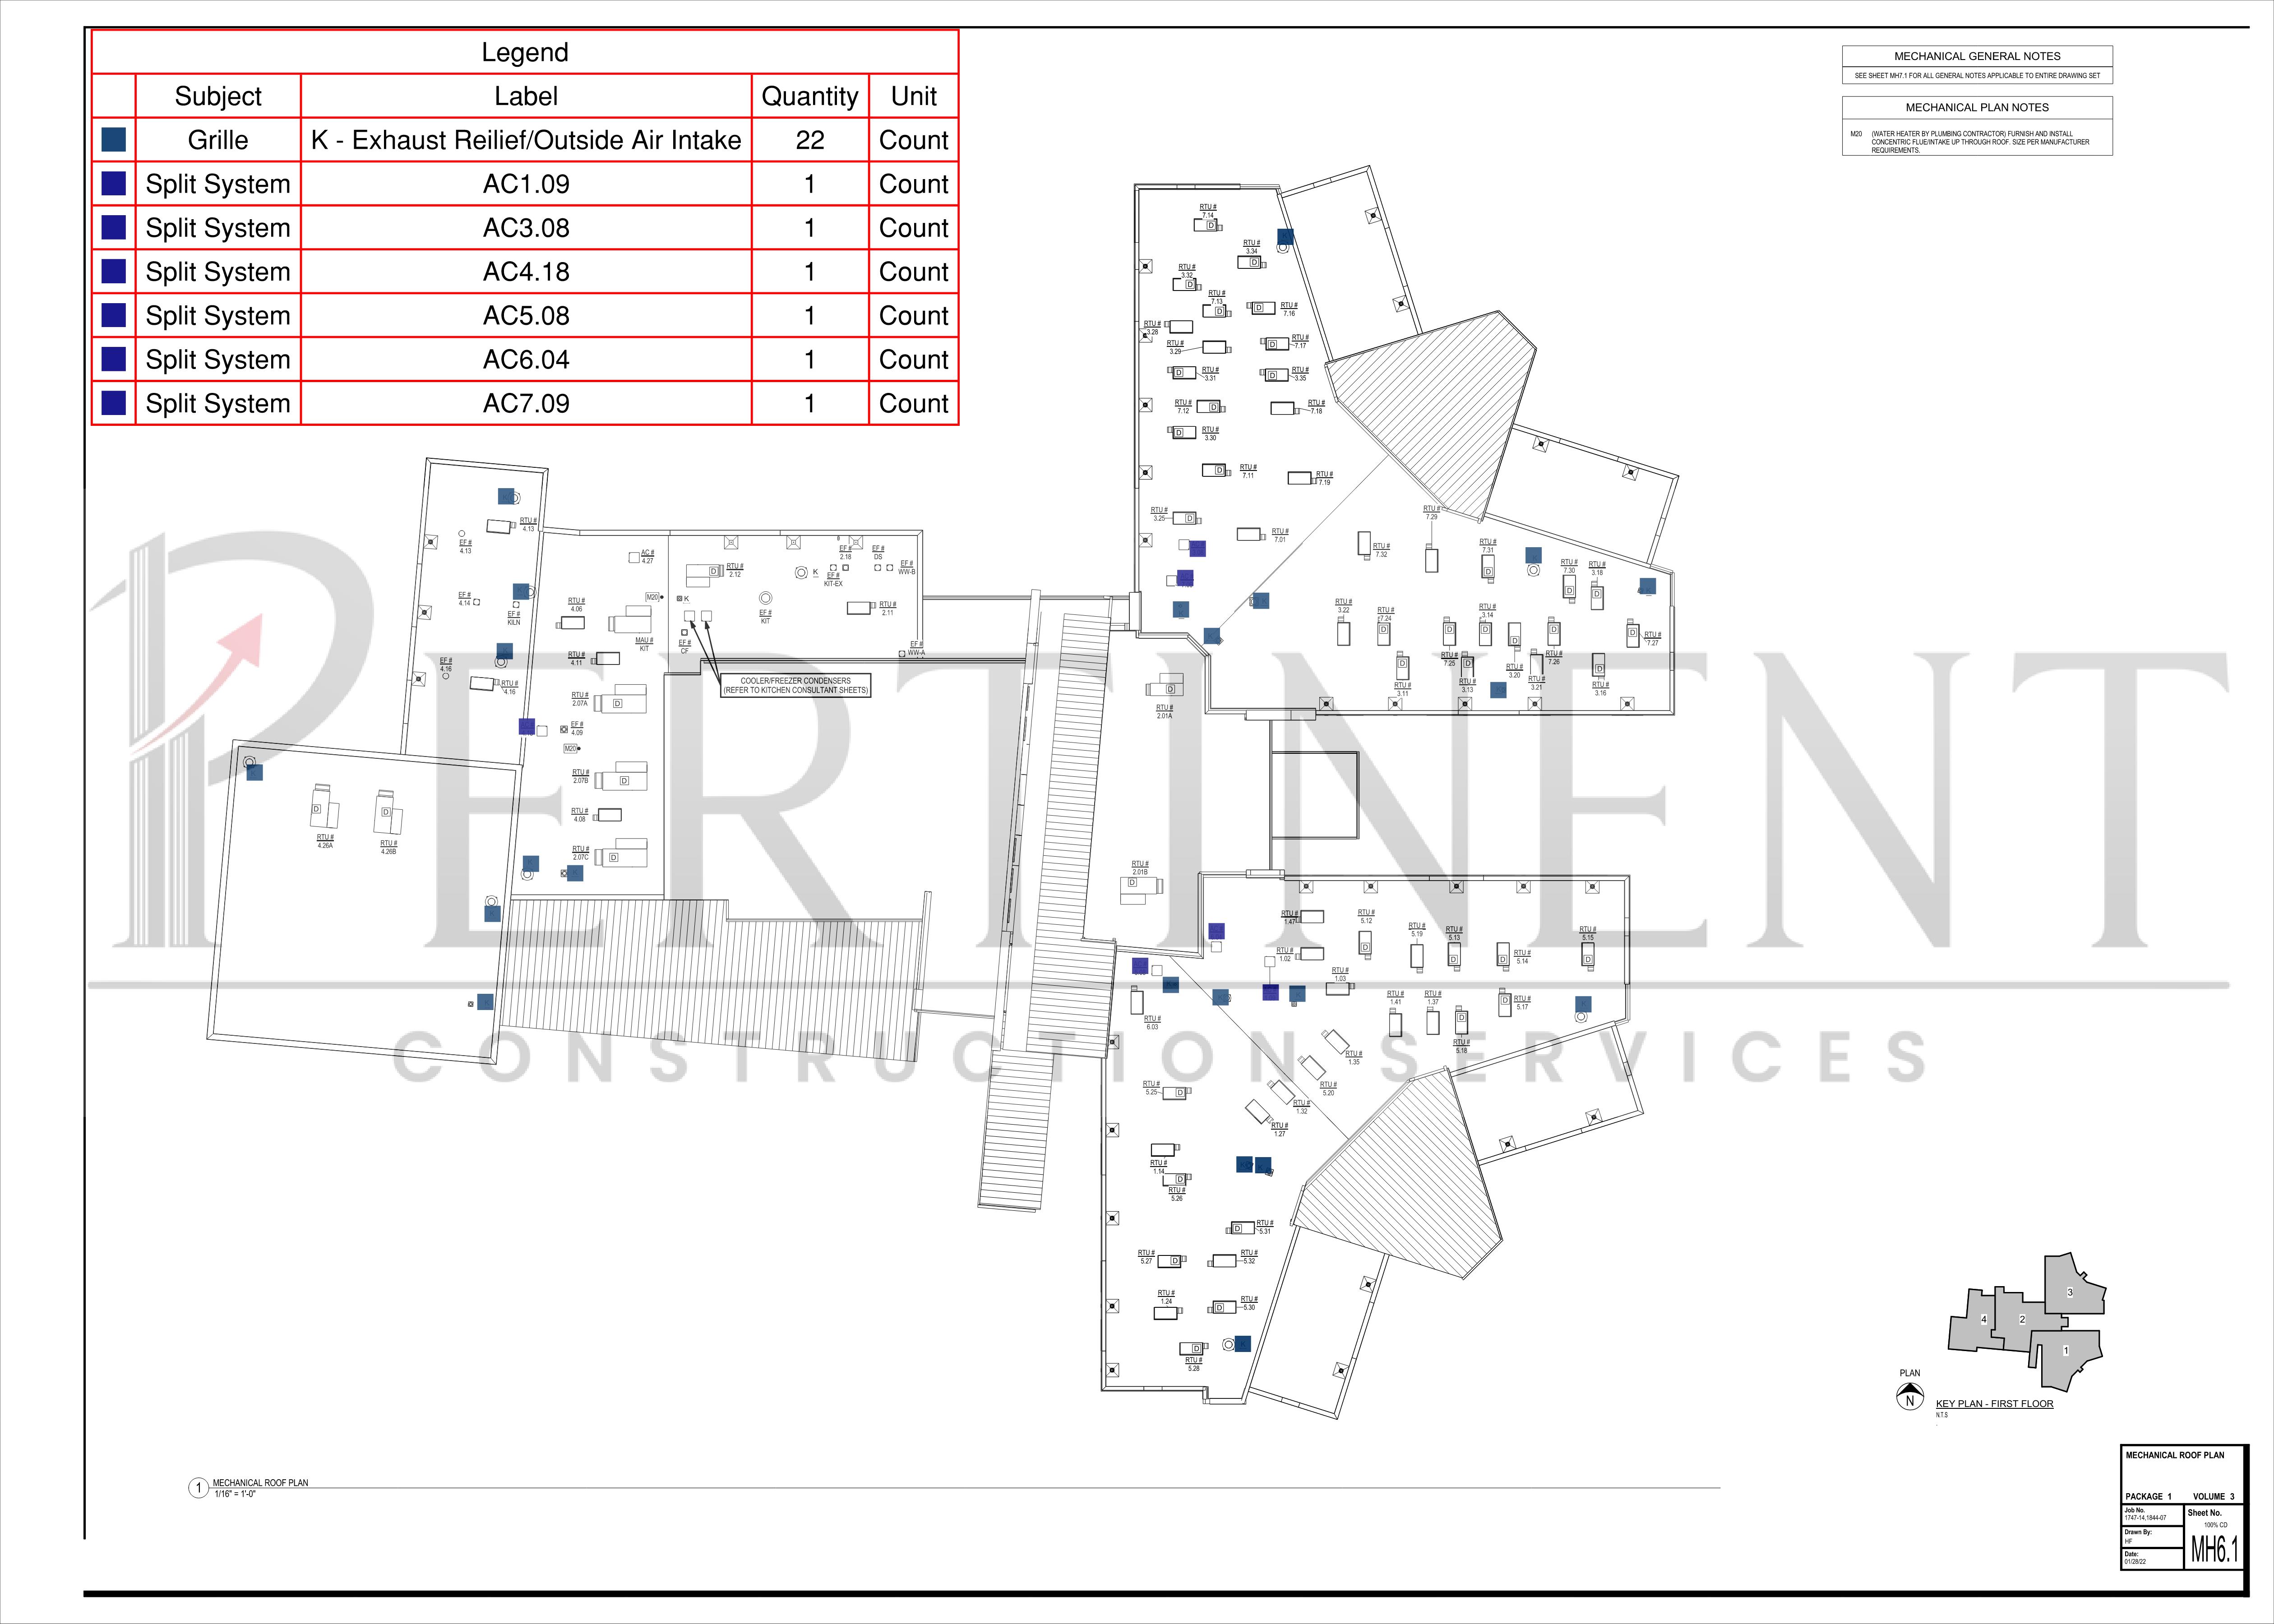 Legend
Subject Label Quantity Unit
Grille K - Exhaust Reilief/Outside Air Intake 22 Count
Split System AC1.09 1 Count
Split System AC3.08 1 Count
Split System AC4.18 1 Count
Split System AC5.08 1 Count
Split System AC6.04 1 Count
Split System AC7.09 1 Count
MECHANICAL GENERAL NOTES
SEE SHEET MH7.1 FOR ALL GENERAL NOTES APPLICABLE TO ENTIRE DRAWING SET
MECHANICAL PLAN NOTES
M20 (WATER HEATER BY PLUMBING CONTRACTOR) FURNISH AND INSTALL
CONCENTRIC FLUE/INTAKE UP THROUGH ROOF. SIZE PER MANUFACTURER
REQUIREMENTS.
RTU # 7.14
RTU # 3.34
RTU # 3.32
RTU # 7.13
RTU # 7.16
RTU # 3.28
RTU # 3.29
RTU # 7.17
RTU # 3.31
RTU # 3.35
RTU # 7.12
RTU # 7.18
RTU # 3.30
RTU # 7.11
RTU # 7.19
RTU # 3.25
RTU # 7.01
RTU # 7.29
RTU # 7.32
RTU # 7.31
RTU # 7.30
RTU # 3.18
RTU # 3.22
RTU # 7.24
RTU # 3.14
RTU # 7.27
RTU # 7.25
RTU # 7.26
RTU # 3.11
RTU # 3.13
RTU # 3.20
RTU # 3.21
RTU # 3.16
RTU # 4.13
EF # 4.13
EF # 4.14
EF # KILN
EF # 4.16
RTU # 4.16
AC # 4.27
RTU # 2.12
K
EF # 2.18
EF # DS
EF # KIT-EX
EF # WW-B
RTU # 4.06
M20
K
MAU # KIT
EF # CF
EF # KIT
RTU # 2.11
EF # WW-A
RTU # 4.11
COOLER/FREEZER CONDENSERS
(REFER TO KITCHEN CONSULTANT SHEETS)
RTU # 2.07A
EF # 4.09
M20
RTU # 2.07B
RTU # 4.08
RTU # 2.07C
RTU # 4.26A
RTU # 4.26B
RTU # 2.01A
RTU # 2.01B
PERTINENT
CONSTRUCTION SERVICES
RTU # 1.47
RTU # 5.12
RTU # 5.19
RTU # 5.13
RTU # 5.15
RTU # 1.02
RTU # 5.14
RTU # 1.03
RTU # 1.41
RTU # 1.37
RTU # 5.17
RTU # 6.03
RTU # 5.18
RTU # 1.35
RTU # 5.25
RTU # 5.20
RTU # 1.32
RTU # 1.27
RTU # 1.14
RTU # 5.26
RTU # 5.31
RTU # 5.27
RTU # 5.32
RTU # 1.24
RTU # 5.30
RTU # 5.28
3
4
2
1
PLAN
N
KEY PLAN - FIRST FLOOR
N.T.S
1 MECHANICAL ROOF PLAN
1/16" = 1'-0"
MECHANICAL ROOF PLAN
PACKAGE 1 VOLUME 3
Job No.
1747-14,1844-07
Sheet No.
100% CD
Drawn By:
HF
MH6.1
Date:
01/28/22